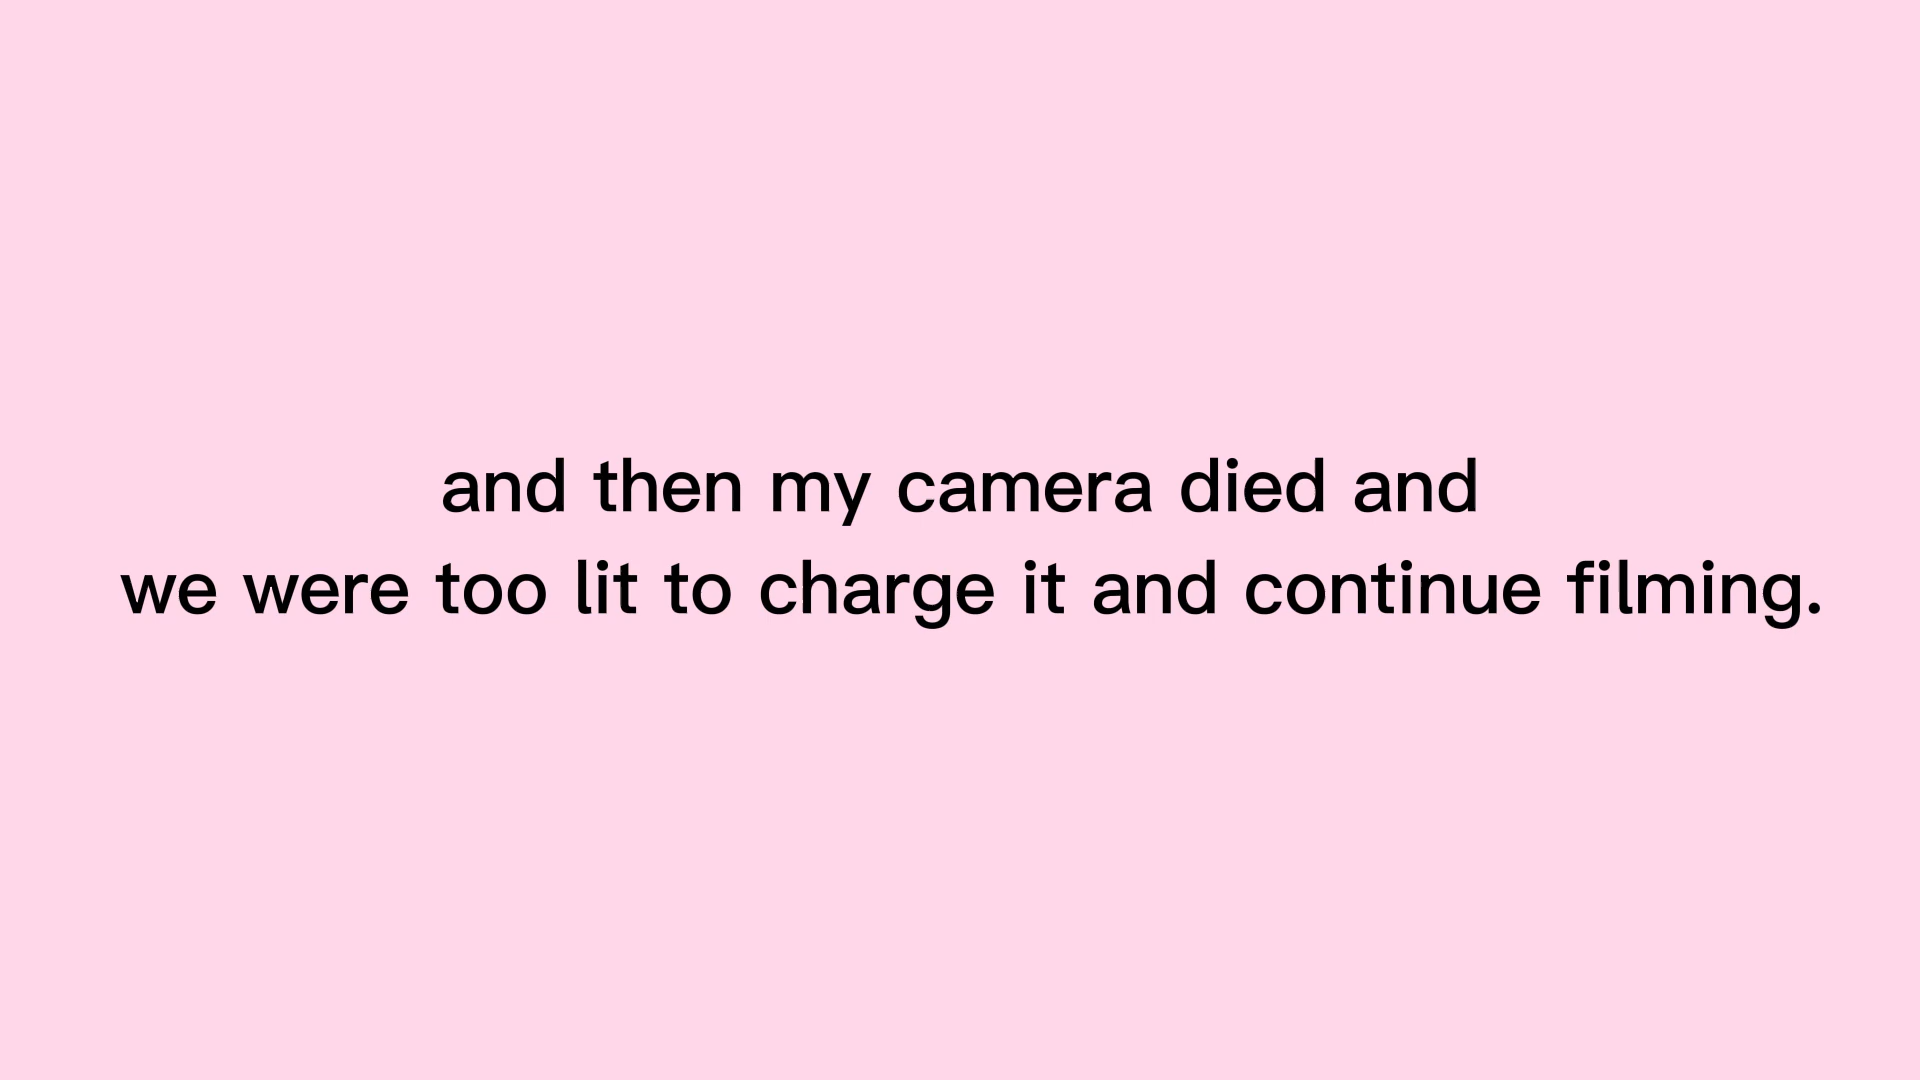 and then my camera died and
we were too lit to charge it and continue filming.